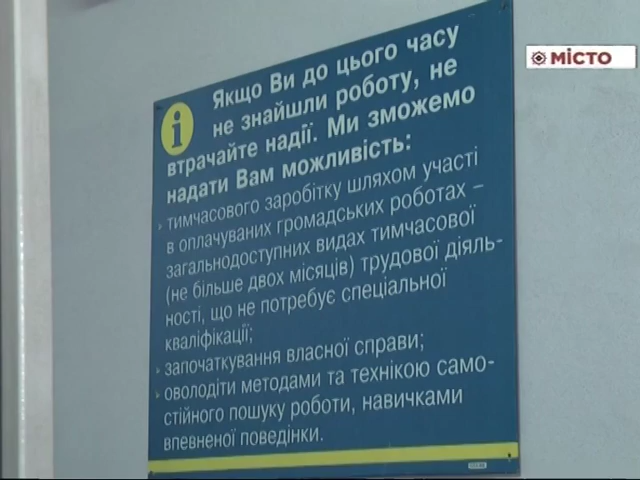 МІСТО
i
Якщо Ви до цього часу
не знайшли роботу, не
втрачайте надії. Ми зможемо
надати Вам можливість:
тимчасового заробітку шляхом участі
в оплачуваних громадських роботах –
загальнодоступних видах тимчасової
(не більше двох місяців) трудової діяль-
ності, що не потребує спеціальної
кваліфікації;
започаткування власної справи;
оволодіти методами та технікою само-
стійного пошуку роботи, навичками
впевненої поведінки.